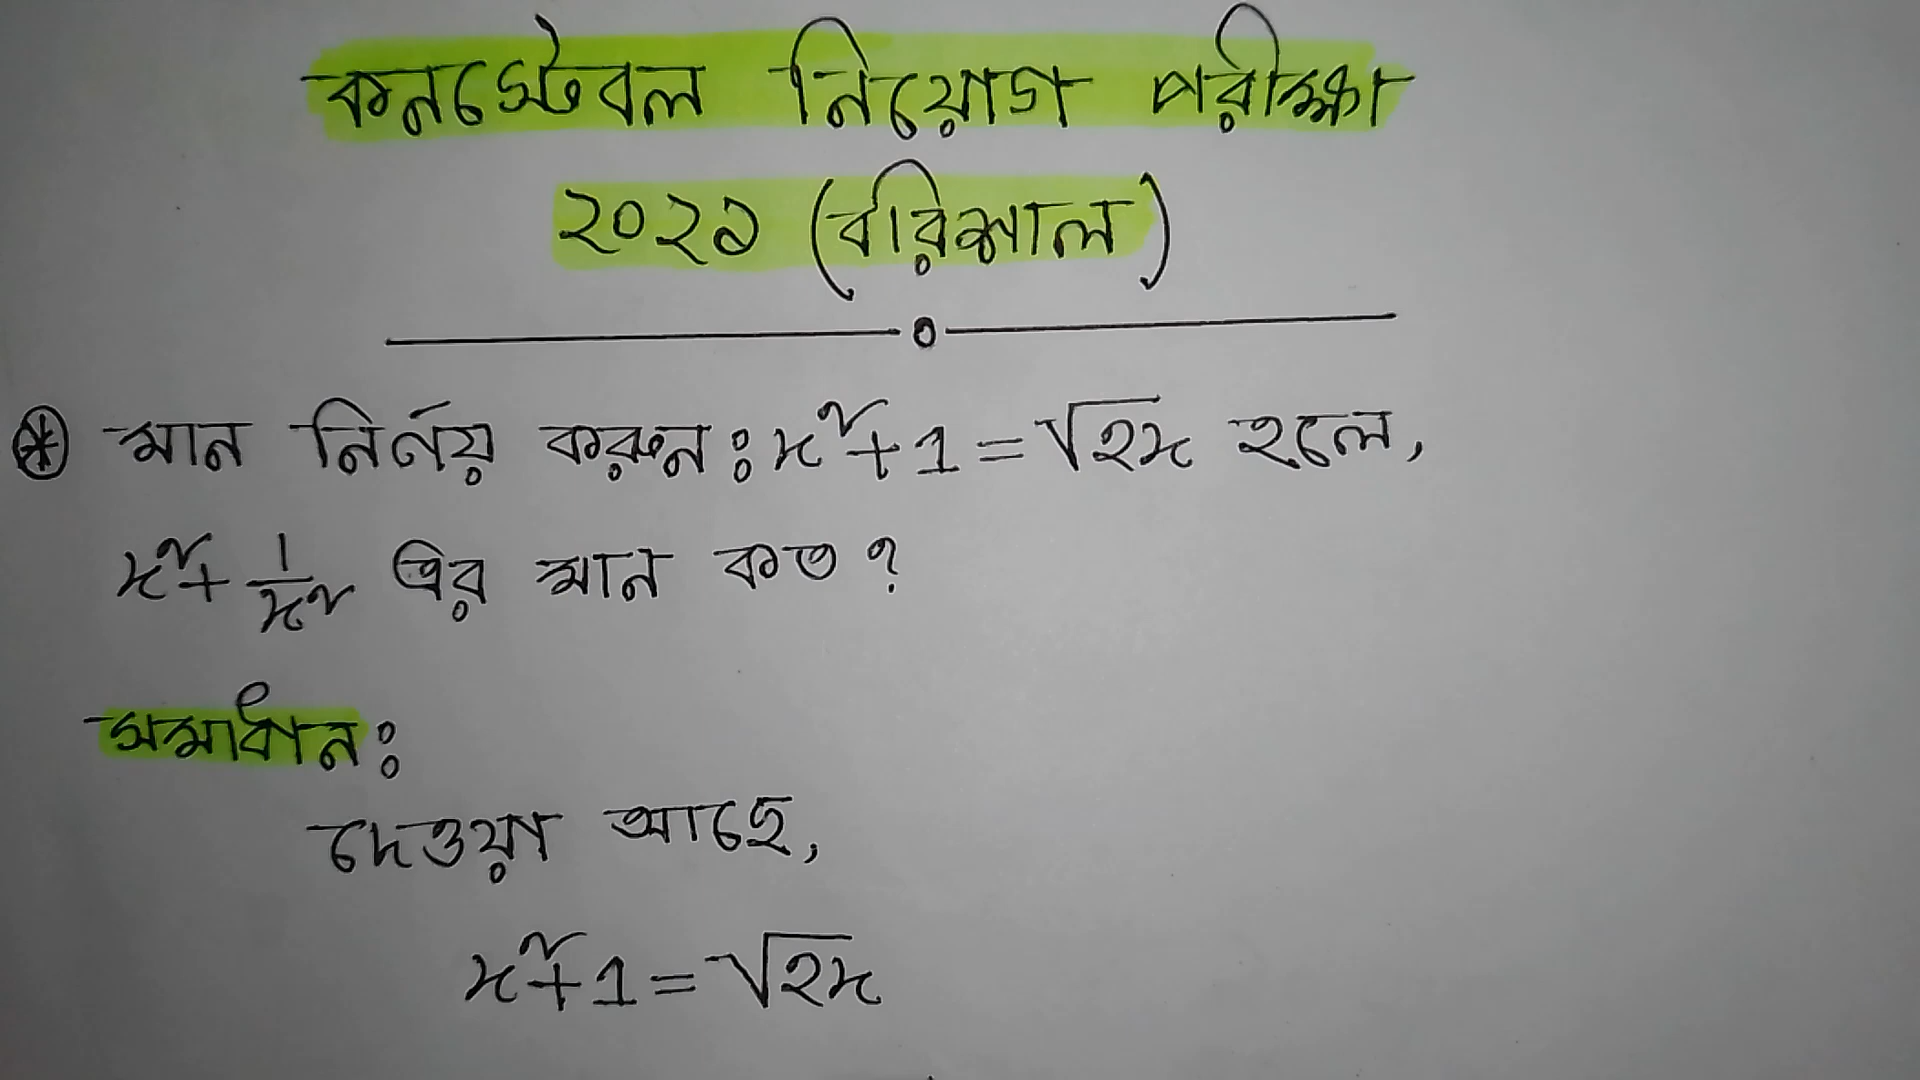 কনস্টেবল নিয়োগ পরীক্ষা
২০২১ (বরিশাল)
মান নির্ণয় করুন: x²+1=√2x হলে,
x²+1/x² এর মান কত?
সমাধান:
দেওয়া আছে,
x²+1=√2x